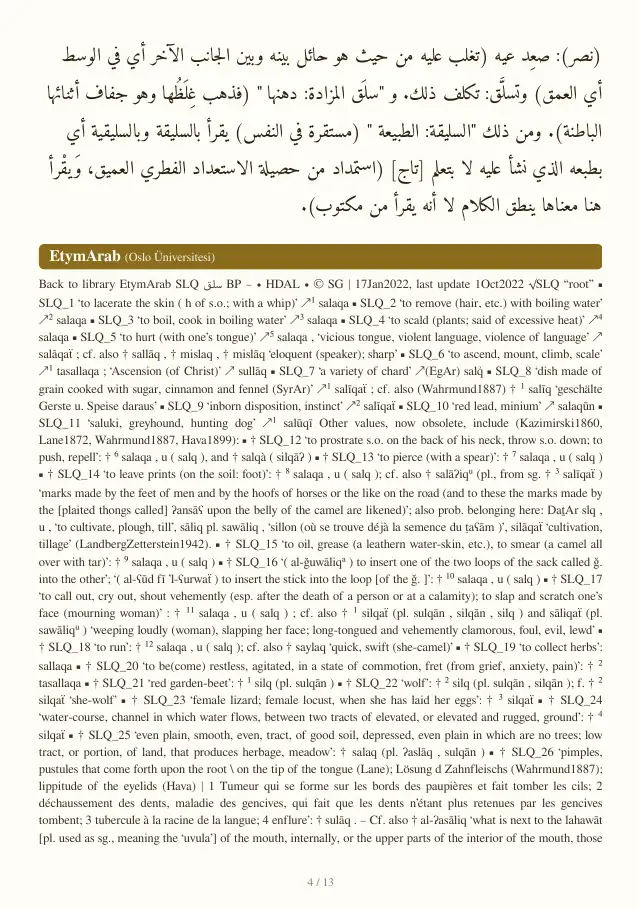 (نصر): صعِد عيه (تغلب عليه من حيث هو حائل بينه وبين الجانب الآخر أي في الوسط
أي العمق) وتسلَّق: تكلف ذلك. و "سلَق المزادة: دهنها " (فذهب غِلَظُها وهو جفاف أثنائها
الباطنة). ومن ذلك "السليقة: الطبيعة " (مستقرة في النفس) يقرأ بالسليقة وبالسليقية أي
بطبعه الذي نشأ عليه لا بتعلم [تاج] (استمداد من حصيلة الاستعداد الفطري العميق، وَيقْرأ
هنا معناها ينطق الكلام لا أنه يقرأ من مكتوب).
EtymArab (Oslo Üniversitesi)
Back to library EtymArab SLQ سلق BP ~ • HDAL • © SG | 17Jan2022, last update 1Oct2022 √SLQ “root” ▪
SLQ_1 ‘to lacerate the skin ( h of s.o.; with a whip)’ ↗¹ salaqa ▪ SLQ_2 ‘to remove (hair, etc.) with boiling water’
↗² salaqa ▪ SLQ_3 ‘to boil, cook in boiling water’ ↗³ salaqa ▪ SLQ_4 ‘to scald (plants; said of excessive heat)’ ↗⁴
salaqa ▪ SLQ_5 ‘to hurt (with one’s tongue)’ ↗⁵ salaqa , ‘vicious tongue, violent language, violence of language’ ↗
salāqaẗ ; cf. also † sallāq , † mislaq , † mislāq ‘eloquent (speaker); sharp’ ▪ SLQ_6 ‘to ascend, mount, climb, scale’
↗¹ tasallaqa ; ‘Ascension (of Christ)’ ↗ sullāq ▪ SLQ_7 ‘a variety of chard’ ↗(EgAr) salq̈ ▪ SLQ_8 ‘dish made of
grain cooked with sugar, cinnamon and fennel (SyrAr)’ ↗¹ salīqaẗ ; cf. also (Wahrmund1887) † ¹ salīq ‘geschälte
Gerste u. Speise daraus’ ▪ SLQ_9 ‘inborn disposition, instinct’ ↗² salīqaẗ ▪ SLQ_10 ‘red lead, minium’ ↗ salaqūn ▪
SLQ_11 ‘saluki, greyhound, hunting dog’ ↗¹ salūqī Other values, now obsolete, include (Kazimirski1860,
Lane1872, Wahrmund1887, Hava1899): ▪ † SLQ_12 ‘to prostrate s.o. on the back of his neck, throw s.o. down; to
push, repell’: † ⁶ salaqa , u ( salq ), and † salqà ( silqāʔ ) ▪ † SLQ_13 ‘to pierce (with a spear)’: † ⁷ salaqa , u ( salq )
▪ † SLQ_14 ‘to leave prints (on the soil: foot)’: † ⁸ salaqa , u ( salq ); cf. also † salāʔiqᵘ (pl., from sg. † ³ salīqaẗ )
‘marks made by the feet of men and by the hoofs of horses or the like on the road (and to these the marks made by
the [plaited thongs called] ʔansāʕ upon the belly of the camel are likened)’; also prob. belonging here: DaṯAr slq ,
u , ‘to cultivate, plough, till’, sāliq pl. sawāliq , ‘sillon (où se trouve déjà la semence du ṭaʕām )’, silāqaẗ ‘cultivation,
tillage’ (LandbergZetterstein1942). ▪ † SLQ_15 ‘to oil, grease (a leathern water-skin, etc.), to smear (a camel all
over with tar)’: † ⁹ salaqa , u ( salq ) ▪ † SLQ_16 ‘( al-ǧuwāliqᵃ ) to insert one of the two loops of the sack called ǧ.
into the other’; ‘( al-ʕūd fī ’l-ʕurwaẗ ) to insert the stick into the loop [of the ǧ. ]’: † ¹⁰ salaqa , u ( salq ) ▪ † SLQ_17
‘to call out, cry out, shout vehemently (esp. after the death of a person or at a calamity); to slap and scratch one’s
face (mourning woman)’ : † ¹¹ salaqa , u ( salq ) ; cf. also † ¹ silqaẗ (pl. sulqān , silqān , silq ) and sāliqaẗ (pl.
sawāliqᵘ ) ‘weeping loudly (woman), slapping her face; long-tongued and vehemently clamorous, foul, evil, lewd’ ▪
† SLQ_18 ‘to run’: † ¹² salaqa , u ( salq ); cf. also † saylaq ‘quick, swift (she-camel)’ ▪ † SLQ_19 ‘to collect herbs’:
sallaqa ▪ † SLQ_20 ‘to be(come) restless, agitated, in a state of commotion, fret (from grief, anxiety, pain)’: † ²
tasallaqa ▪ † SLQ_21 ‘red garden-beet’: † ¹ silq (pl. sulqān ) ▪ † SLQ_22 ‘wolf’: † ² silq (pl. sulqān , silqān ); f. † ²
silqaẗ ‘she-wolf’ ▪ † SLQ_23 ‘female lizard; female locust, when she has laid her eggs’: † ³ silqaẗ ▪ † SLQ_24
‘water-course, channel in which water flows, between two tracts of elevated, or elevated and rugged, ground’: † ⁴
silqaẗ ▪ † SLQ_25 ‘even plain, smooth, even, tract, of good soil, depressed, even plain in which are no trees; low
tract, or portion, of land, that produces herbage, meadow’: † salaq (pl. ʔaslāq , sulqān ) ▪ † SLQ_26 ‘pimples,
pustules that come forth upon the root \ on the tip of the tongue (Lane); Lösung d Zahnfleischs (Wahrmund1887);
lippitude of the eyelids (Hava) | 1 Tumeur qui se forme sur les bords des paupières et fait tomber les cils; 2
déchaussement des dents, maladie des gencives, qui fait que les dents n’étant plus retenues par les gencives
tombent; 3 tubercule à la racine de la langue; 4 enflure’: † sulāq . – Cf. also † al-ʔasāliq ‘what is next to the lahawāt
[pl. used as sg., meaning the ‘uvula’] of the mouth, internally, or the upper parts of the interior of the mouth, those
4 / 13